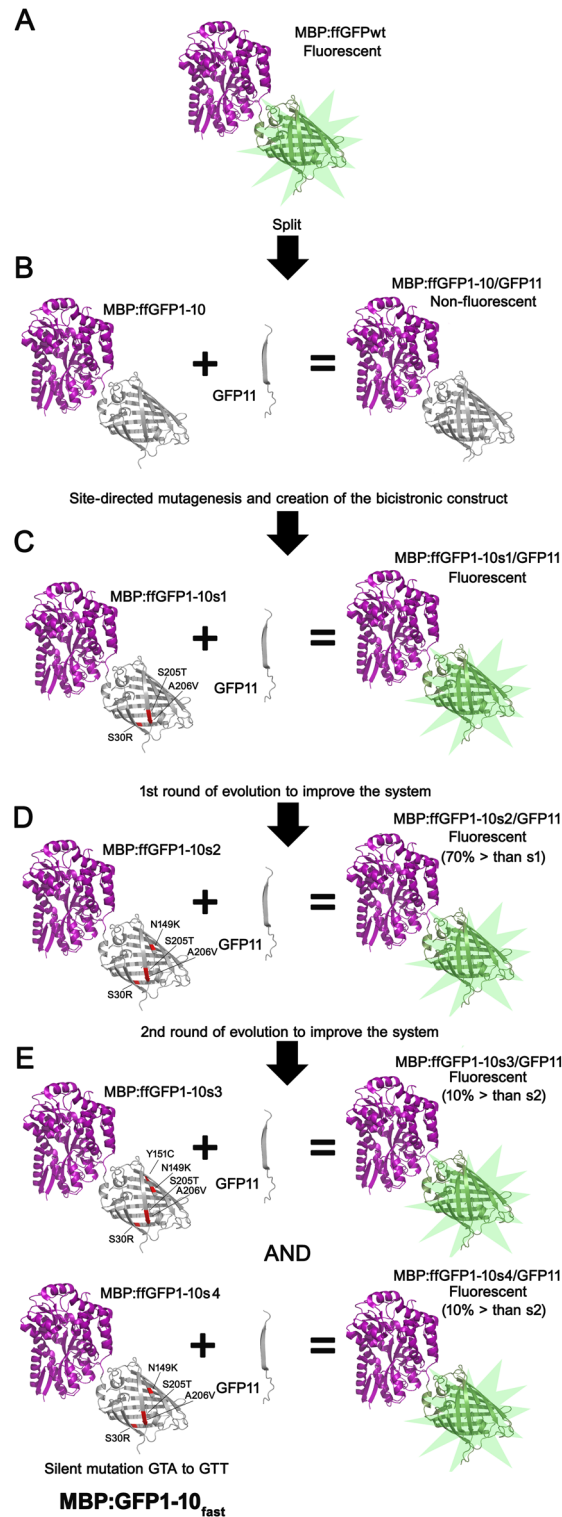 A
MBP:ffGFPwt
Fluorescent
Split
B
MBP:ffGFP1-10
MBP:ffGFP1-10/GFP11
Non-fluorescent
+
GFP11
=
Site-directed mutagenesis and creation of the bicistronic construct
C
MBP:ffGFP1-10s1
MBP:ffGFP1-10s1/GFP11
Fluorescent
+
GFP11
=
S205T
A206V
S30R
1st round of evolution to improve the system
D
MBP:ffGFP1-10s2
MBP:ffGFP1-10s2/GFP11
Fluorescent
(70% > than s1)
+
GFP11
=
N149K
S205T
A206V
S30R
2nd round of evolution to improve the system
E
MBP:ffGFP1-10s3
MBP:ffGFP1-10s3/GFP11
Fluorescent
(10% > than s2)
+
GFP11
=
Y151C
N149K
S205T
A206V
S30R
AND
MBP:ffGFP1-10s4
MBP:ffGFP1-10s4/GFP11
Fluorescent
(10% > than s2)
+
GFP11
=
N149K
S205T
A206V
S30R
Silent mutation GTA to GTT
MBP:GFP1-10fast